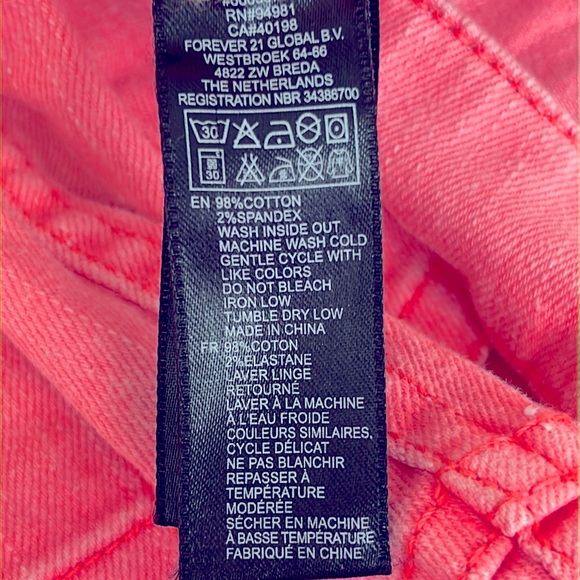 RN#94981
CA#40198
FOREVER 21 GLOBAL B.V.
WESTBROEK 64-66
4822 ZW BREDA
THE NETHERLANDS
REGISTRATION NBR 34386700
30
30
EN 98%COTTON
2%SPANDEX
WASH INSIDE OUT
MACHINE WASH COLD
GENTLE CYCLE WITH
LIKE COLORS
DO NOT BLEACH
IRON LOW
TUMBLE DRY LOW
MADE IN CHINA
FR 98%COTON
2%ELASTANE
LAVER LINGE
RETOURNÉ
LAVER À LA MACHINE
À L'EAU FROIDE
COULEURS SIMILAIRES,
CYCLE DÉLICAT
NE PAS BLANCHIR
REPASSER À
TEMPÉRATURE
MODÉRÉE
SÉCHER EN MACHINE
À BASSE TEMPÉRATURE
FABRIQUÉ EN CHINE